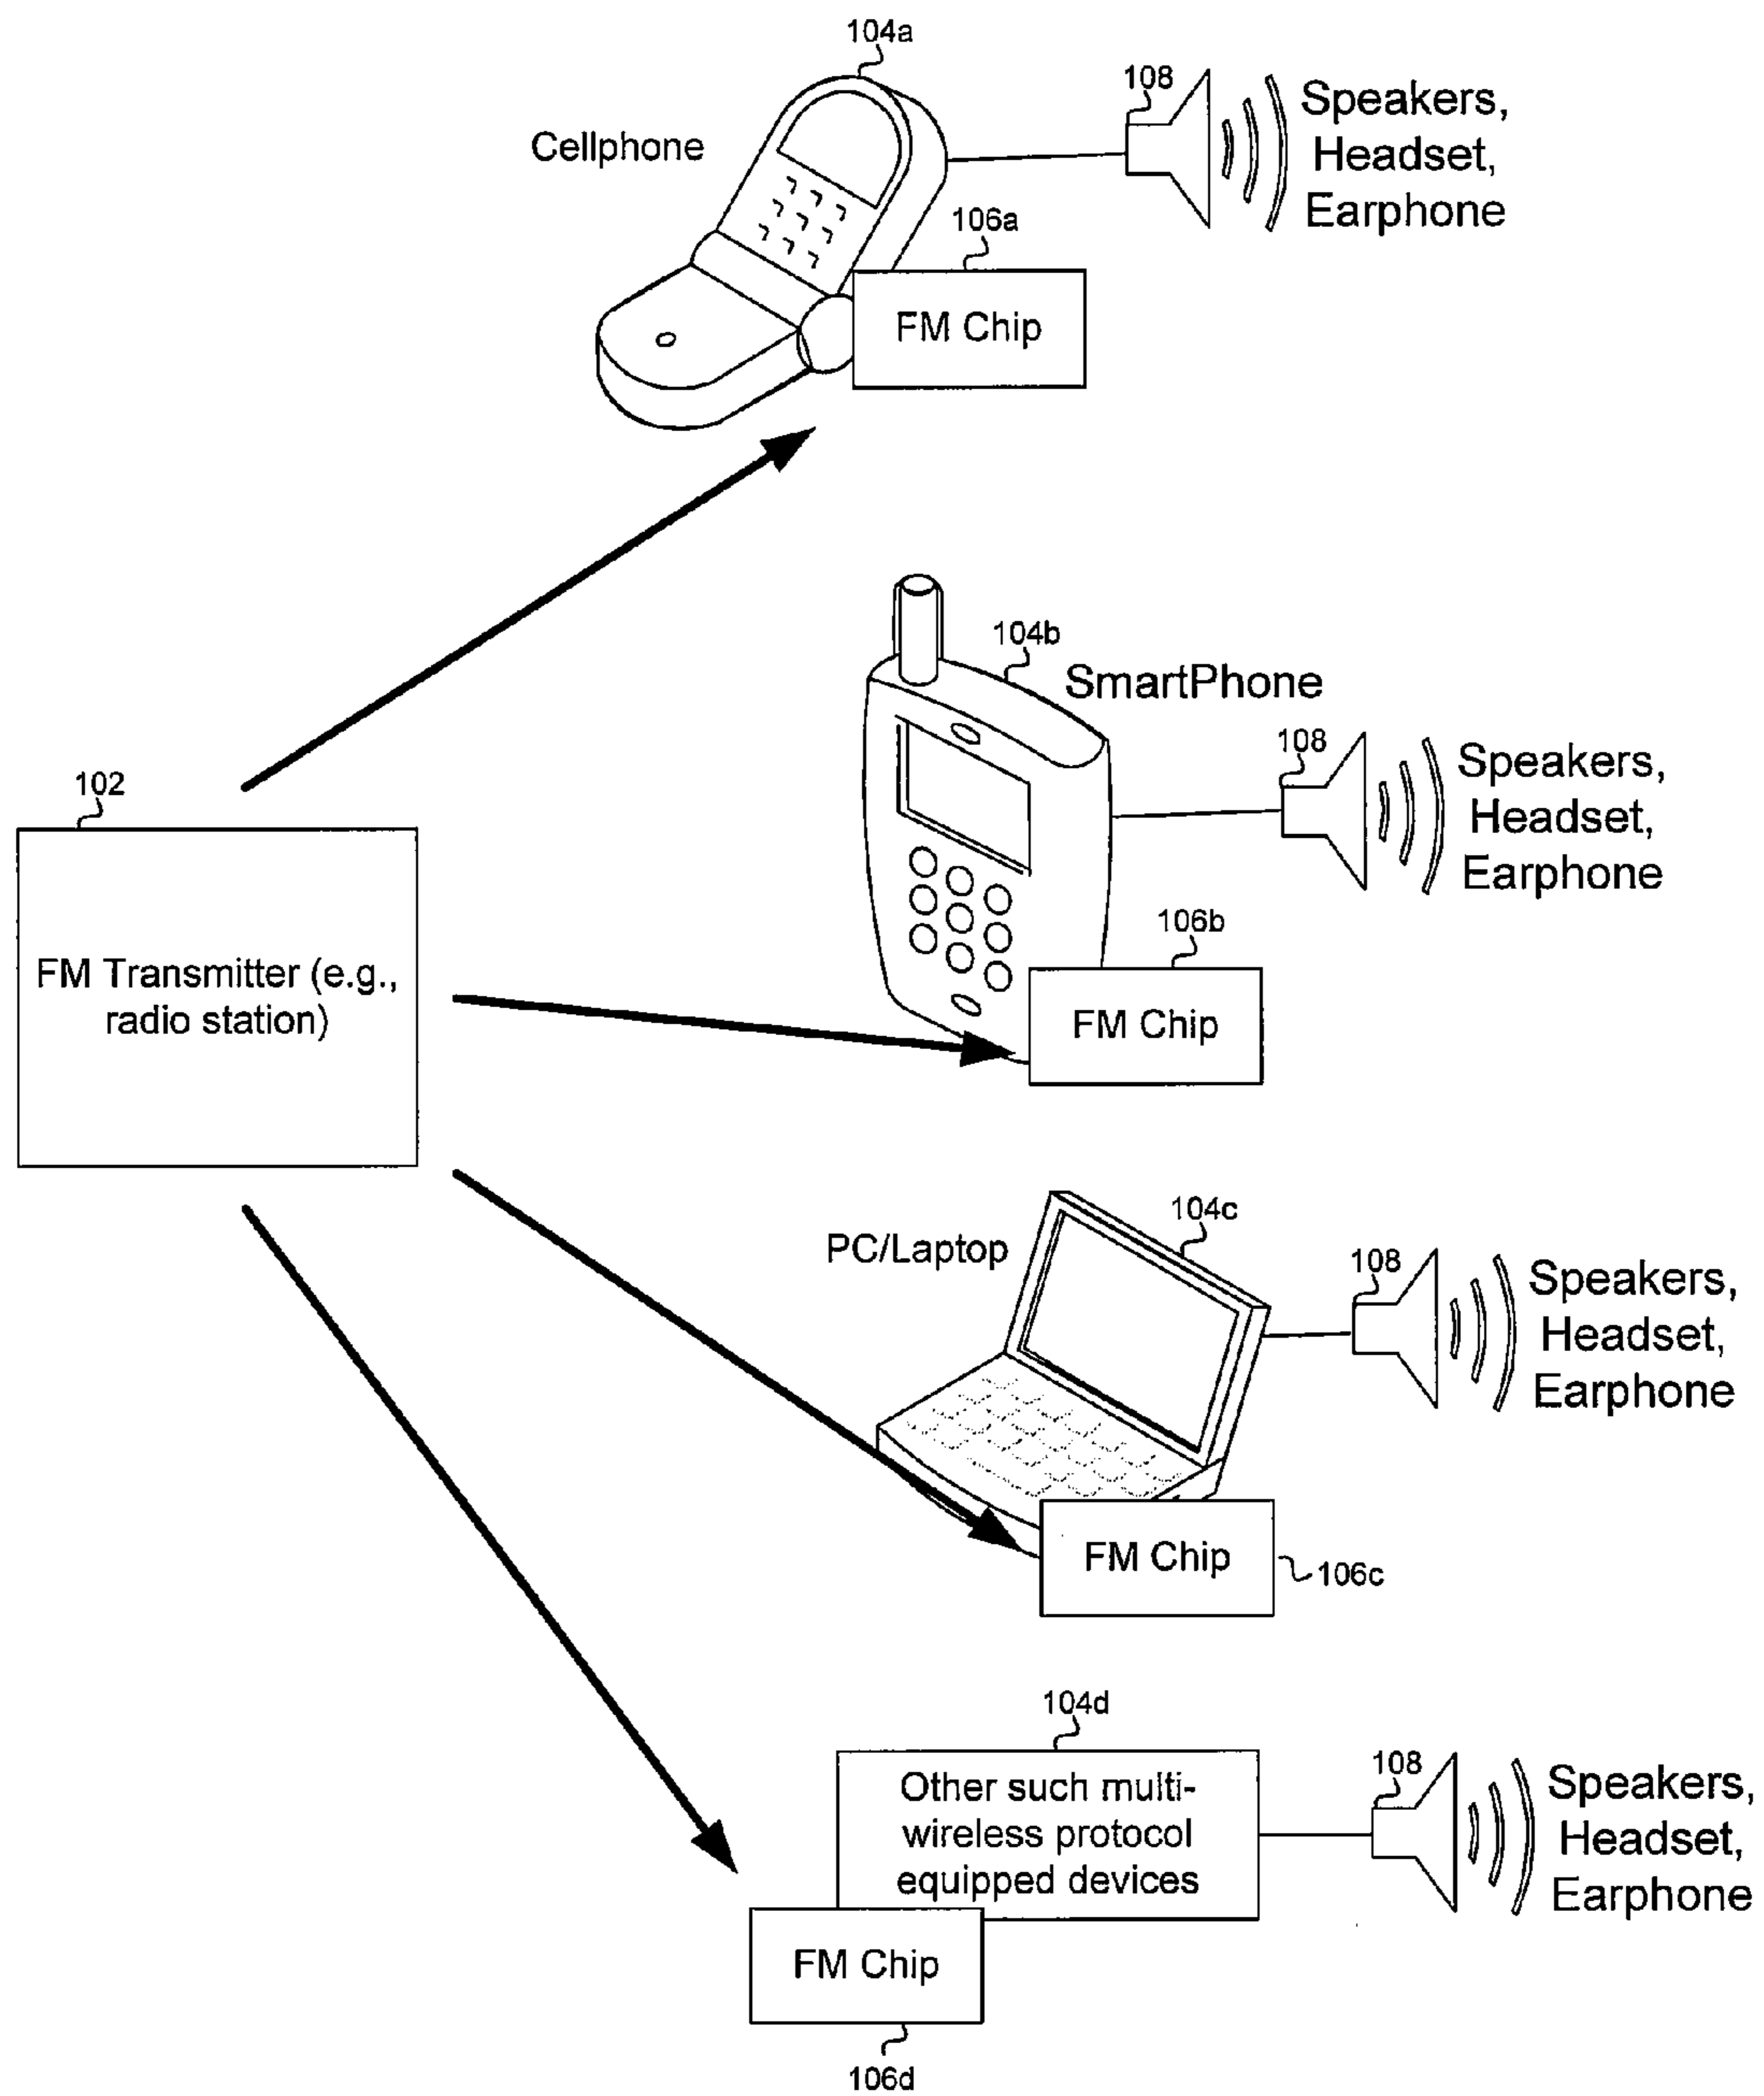 104a
108
Speakers,
Headset,
Earphone
Cellphone
106a
FM Chip
104b
SmartPhone
108
Speakers,
Headset,
Earphone
102
FM Transmitter (e.g.,
radio station)
106b
FM Chip
104c
PC/Laptop
108
Speakers,
Headset,
Earphone
FM Chip
106c
104d
Other such multi-
wireless protocol
equipped devices
108
Speakers,
Headset,
Earphone
FM Chip
106d